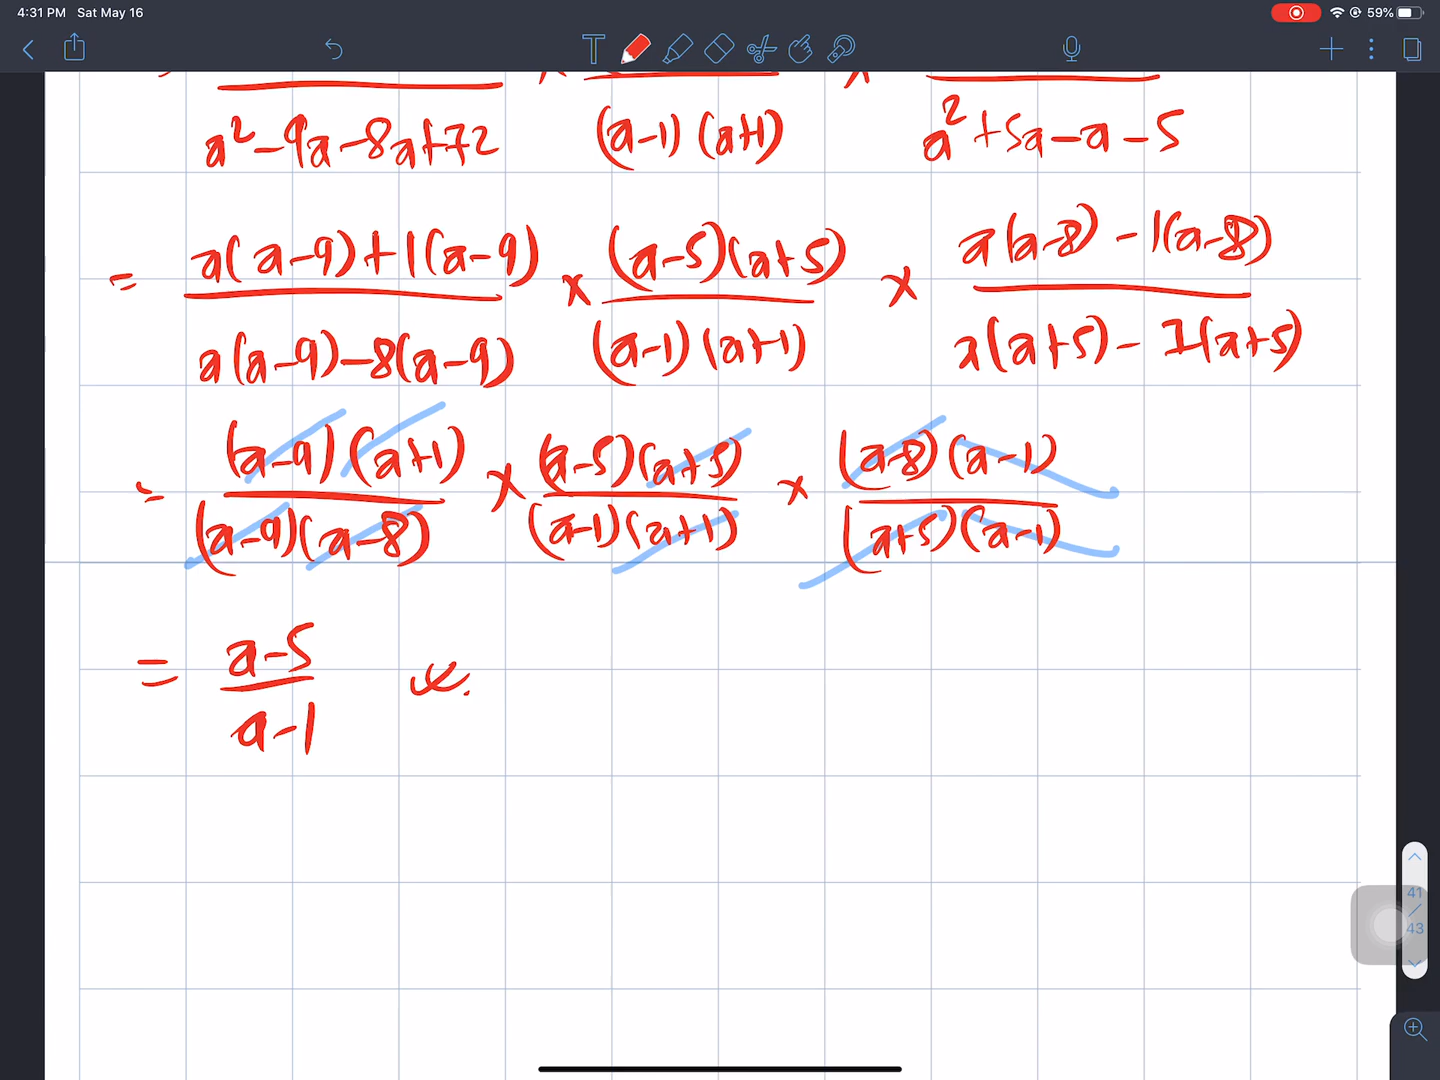 4:31 PM Sat May 16 59%
a² - 9a - 8a + 72 (a-1) (a+1) a² + 5a - a - 5
= a(a-9)+1(a-9) / a(a-9)-8(a-9) × (a-5)(a+5) / (a-1)(a+1) × a(a-8)-1(a-8) / a(a+5)-1(a+5)
= (a-9)(a+1) / (a-9)(a-8) × (a-5)(a+5) / (a-1)(a+1) × (a-8)(a-1) / (a+5)(a-1)
= a-5 / a-1
41
/
43